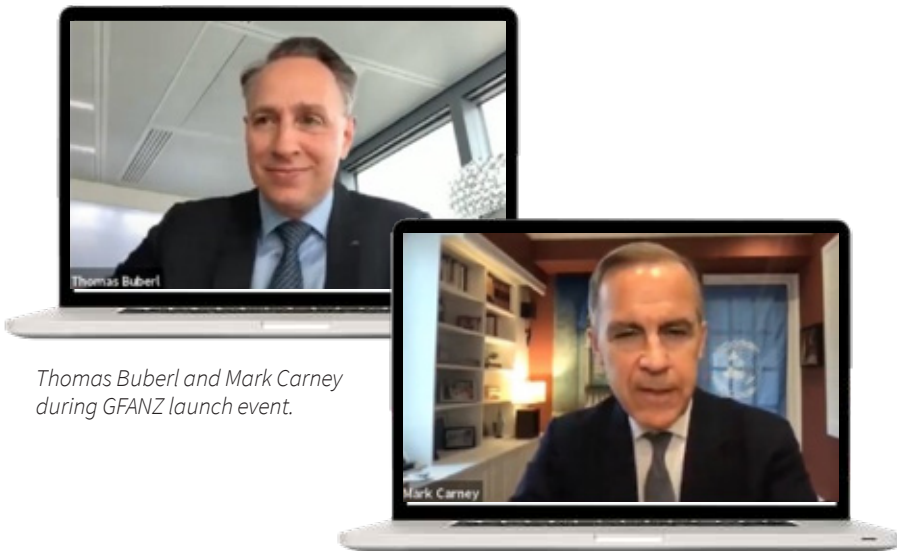 Thomas Buberl
Thomas Buberl and Mark Carney
during GFANZ launch event.
Mark Carney